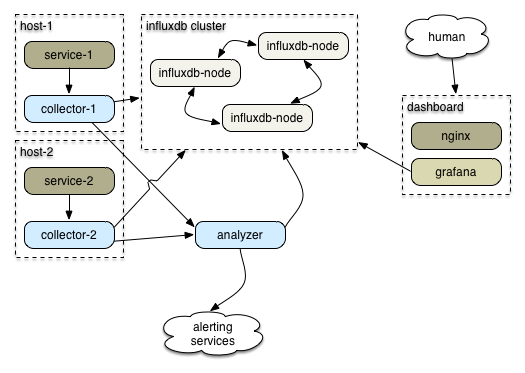 host-1
service-1
collector-1
host-2
service-2
collector-2
influxdb cluster
influxdb-node
influxdb-node
influxdb-node
analyzer
alerting
services
human
dashboard
nginx
grafana